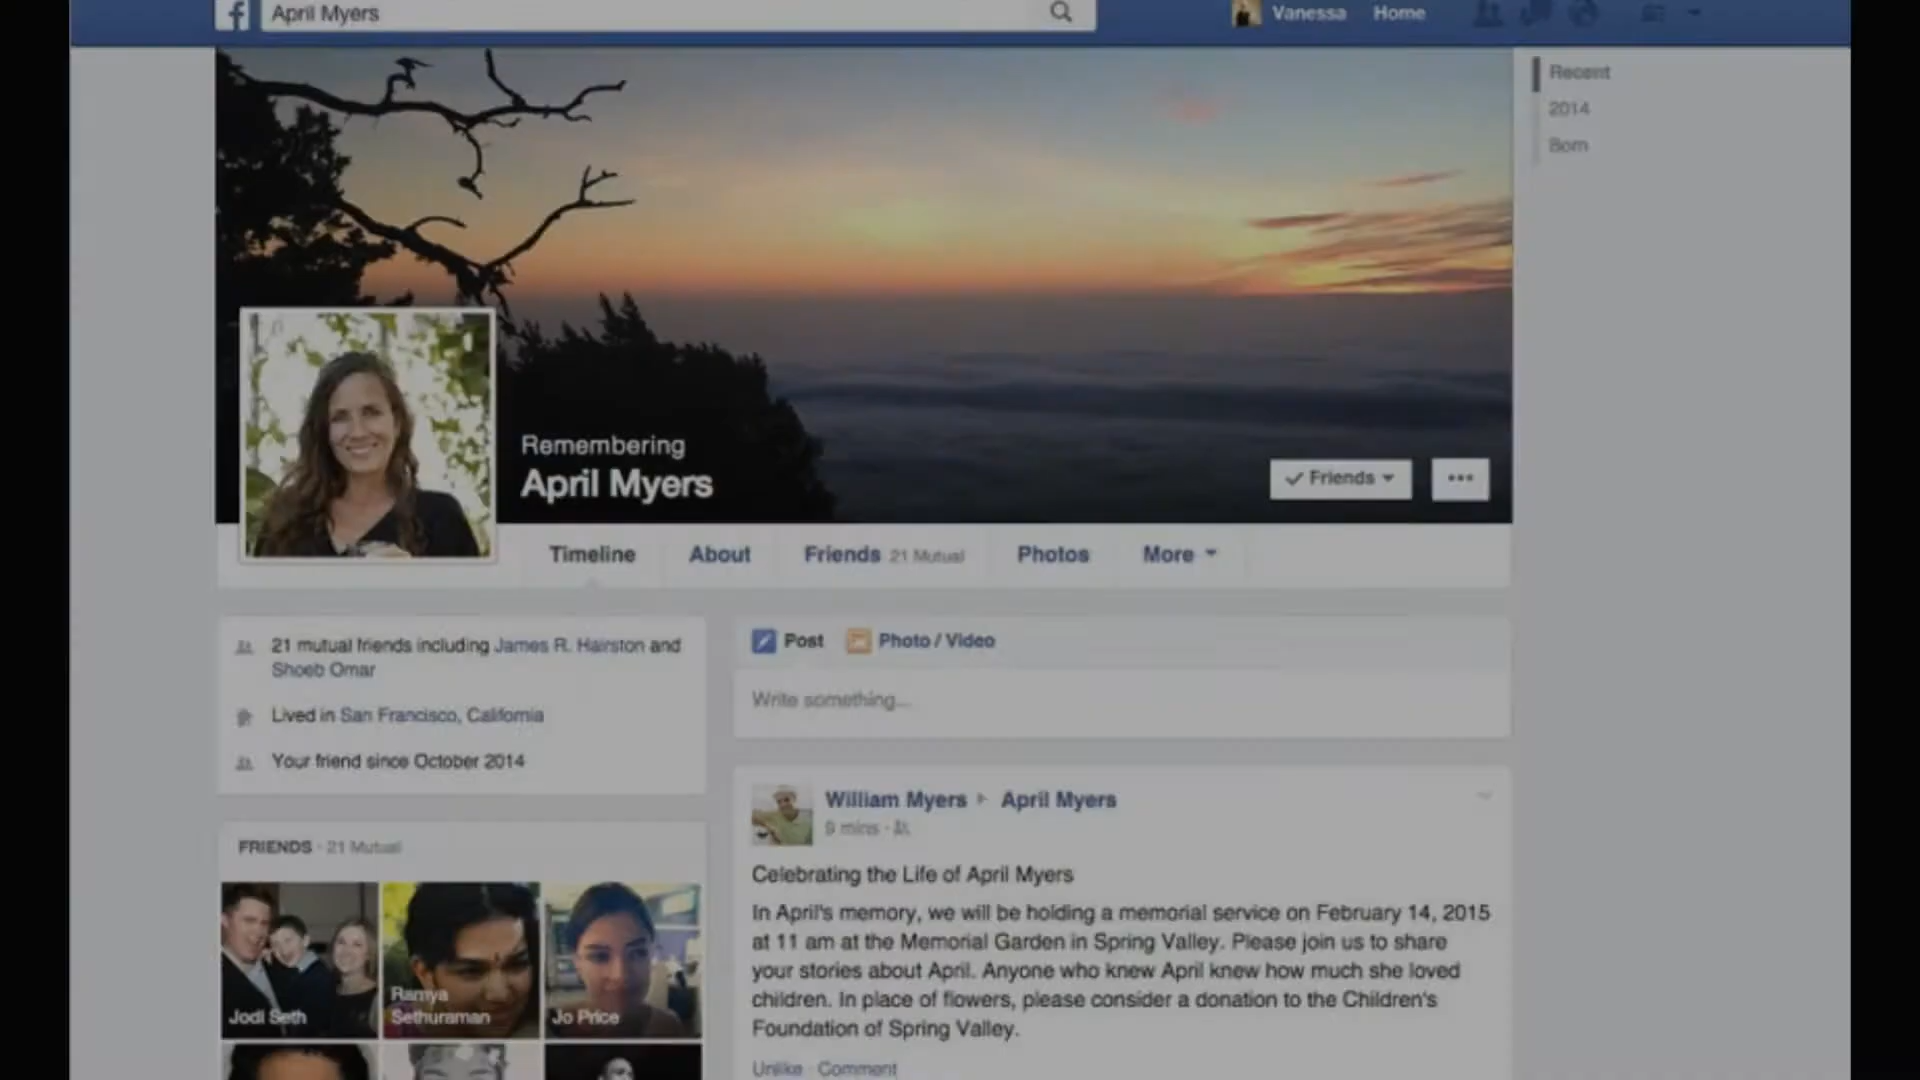 April Myers
Vanessa Home
Recent
2014
Born
Remembering
April Myers
Friends
Timeline About Friends 21 Mutual Photos More
21 mutual friends including James R. Hairston and
Shoeb Omar
Lived in San Francisco, California
Your friend since October 2014
FRIENDS · 21 Mutual
Jodi Seth
Ramya
Sethuraman
Jo Price
Post Photo / Video
Write something...
William Myers ▸ April Myers
9 mins ·
Celebrating the Life of April Myers
In April's memory, we will be holding a memorial service on February 14, 2015
at 11 am at the Memorial Garden in Spring Valley. Please join us to share
your stories about April. Anyone who knew April knew how much she loved
children. In place of flowers, please consider a donation to the Children's
Foundation of Spring Valley.
Unlike · Comment